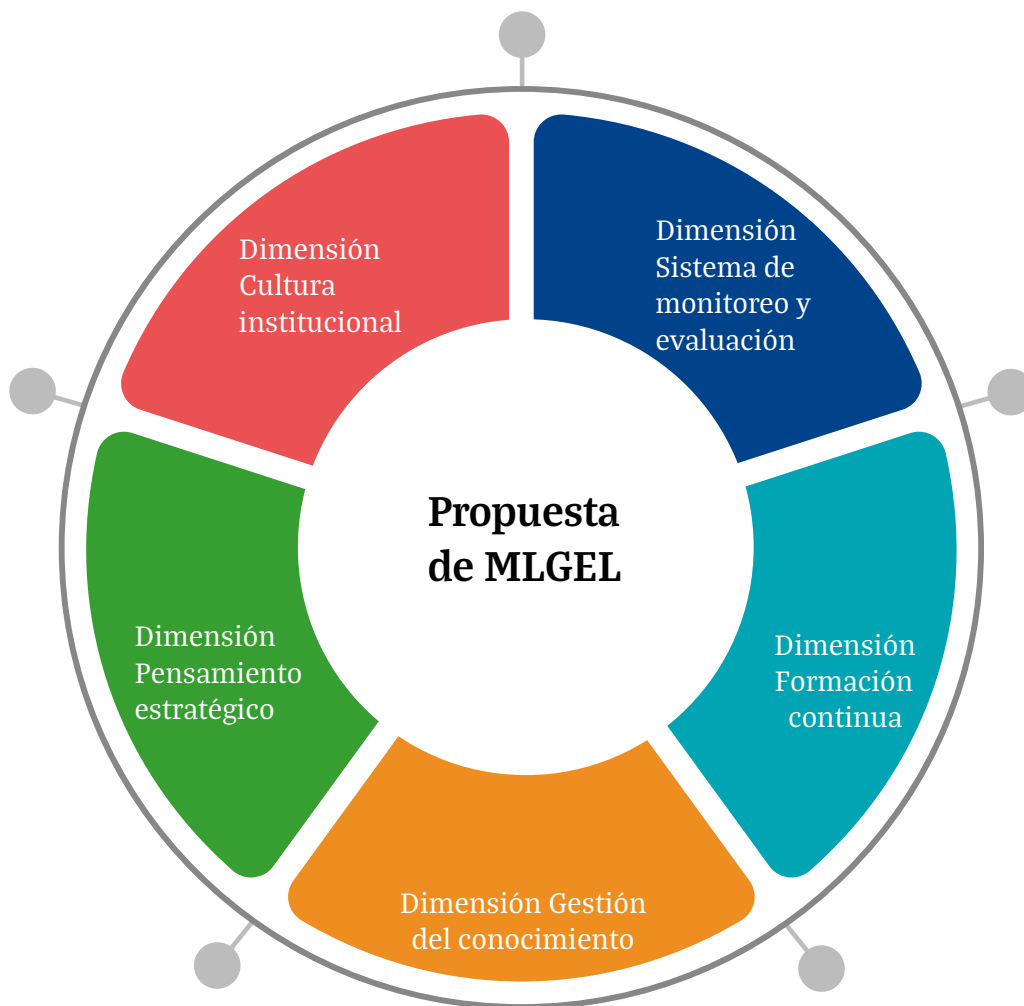 Dimensión
Cultura
institucional
Dimensión
Sistema de
monitoreo y
evaluación
Propuesta
de MLGEL
Dimensión
Pensamiento
estratégico
Dimensión
Formación
continua
Dimensión Gestión
del conocimiento